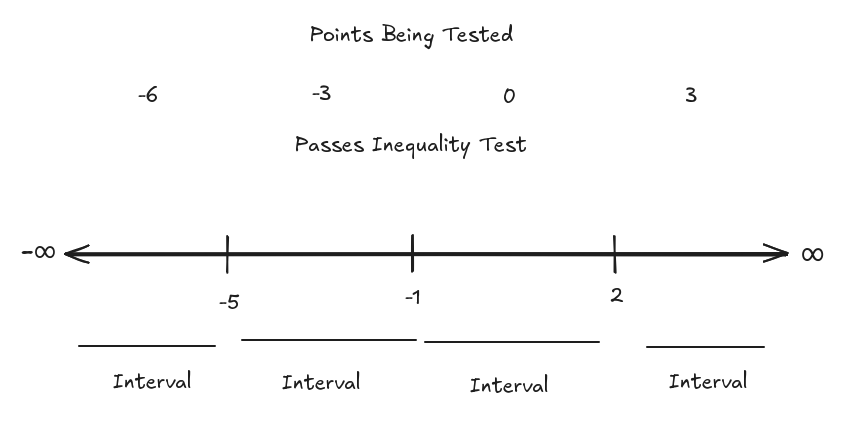 Points Being Tested
-6 -3 0 3
Passes Inequality Test
-∞ ∞
-5 -1 2
Interval Interval Interval Interval